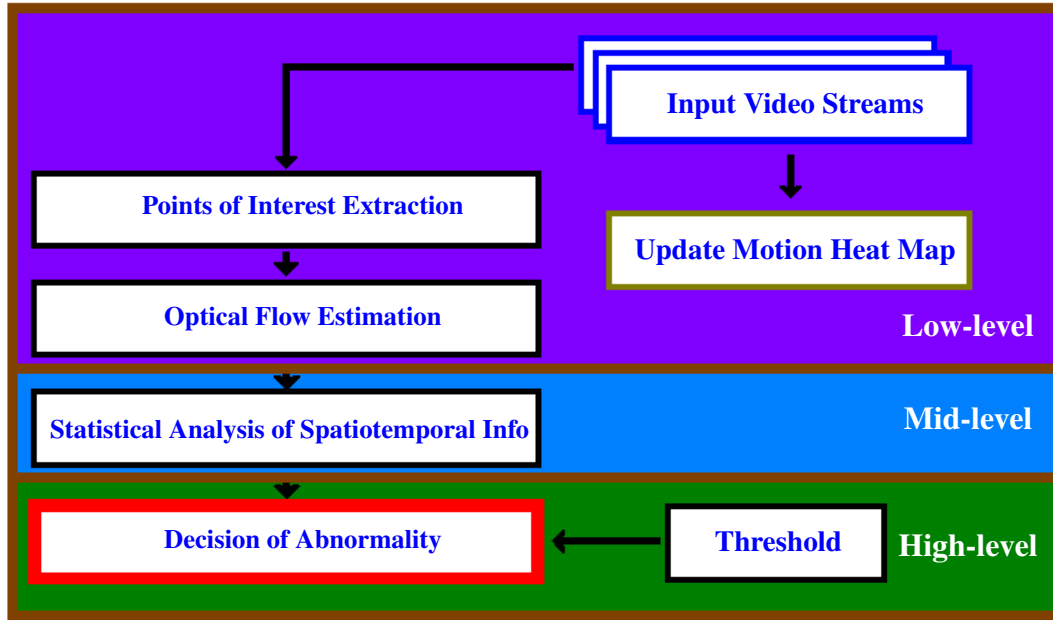 Input Video Streams
Points of Interest Extraction
Update Motion Heat Map
Optical Flow Estimation
Low-level
Statistical Analysis of Spatiotemporal Info
Mid-level
Decision of Abnormality
Threshold
High-level